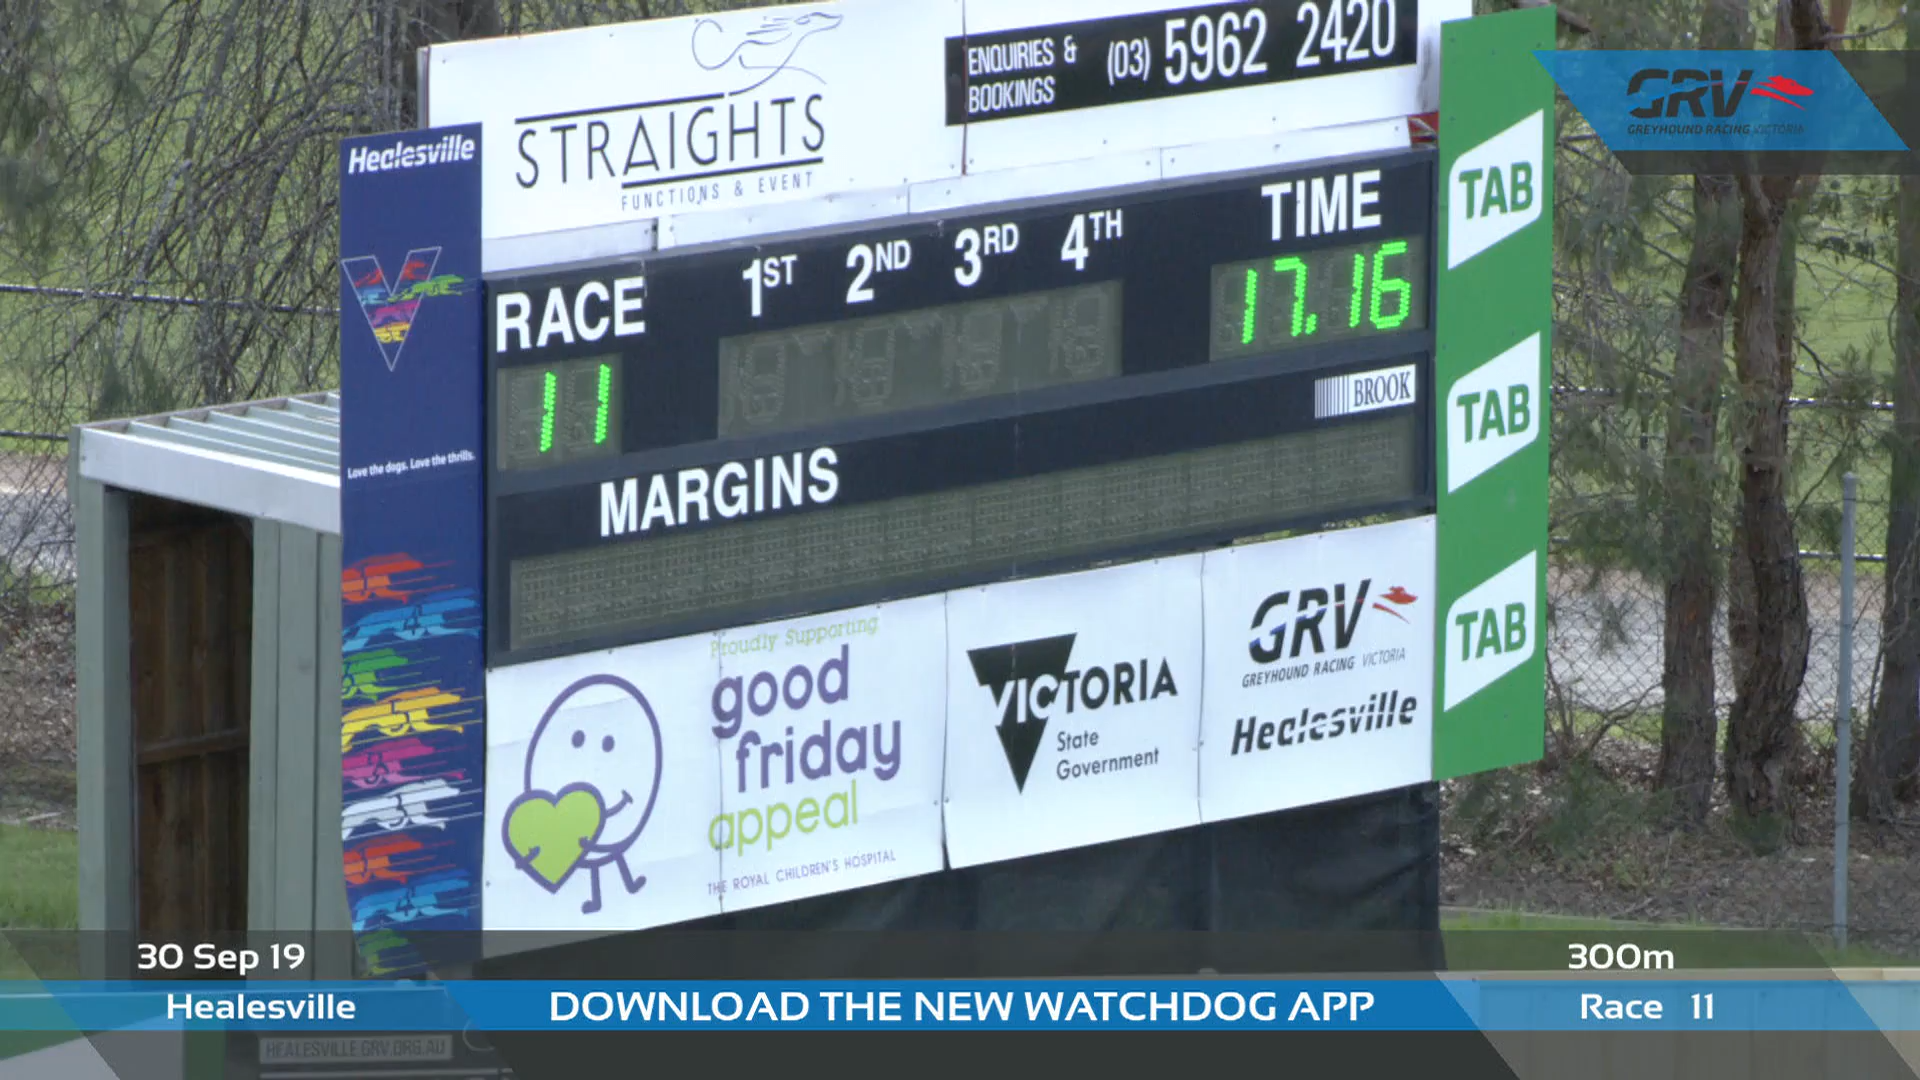 STRAIGHTS
FUNCTIONS & EVENT
ENQUIRIES &
BOOKINGS
(03) 5962 2420
GRV
GREYHOUND RACING VICTORIA
Healesville
Love the dogs. Love the thrills.
RACE 1ST 2ND 3RD 4TH TIME
11 17.16
BROOK
MARGINS
TAB
TAB
TAB
Proudly Supporting
good
friday
appeal
THE ROYAL CHILDREN'S HOSPITAL
VICTORIA
State
Government
GRV
GREYHOUND RACING VICTORIA
Healesville
30 Sep 19
Healesville
DOWNLOAD THE NEW WATCHDOG APP
300m
Race 11
HEALESVILLE.GRV.ORG.AU